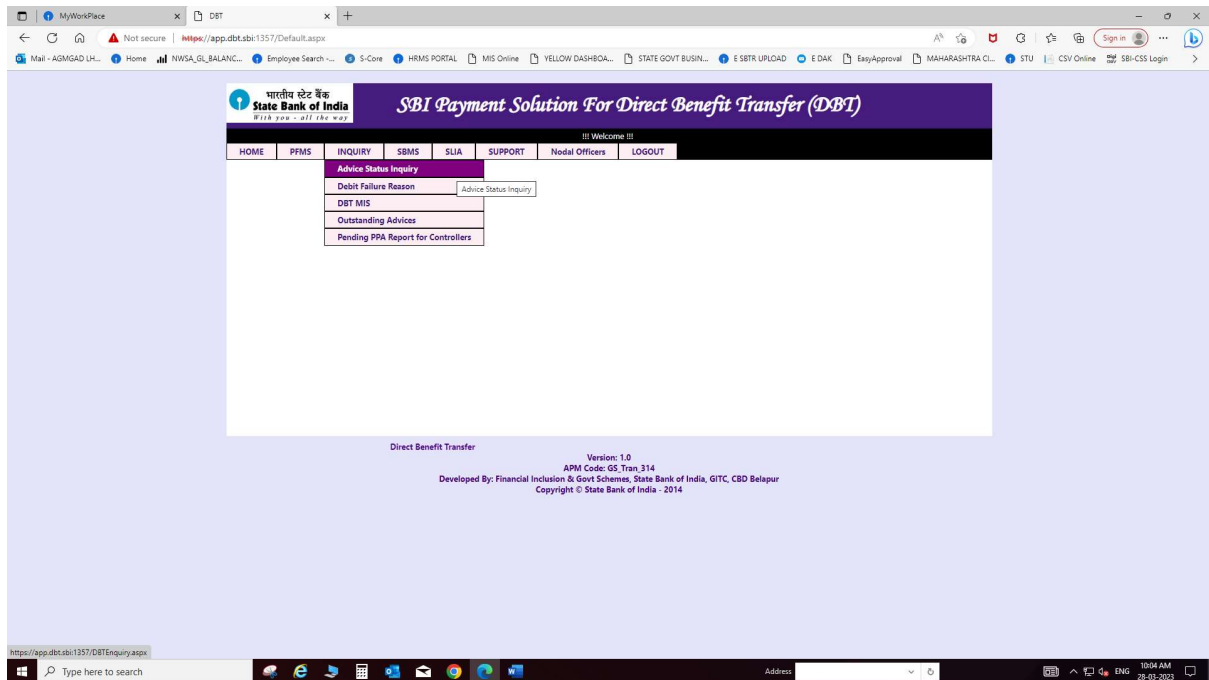 MyWorkPlace
DBT
Not secure | https://app.dbt.sbi:1357/Default.aspx
Sign in
Mail - AGMGAD LH... Home NWSA_GL_BALANC... Employee Search -... S-Core HRMS PORTAL MIS Online YELLOW DASHBOA... STATE GOVT BUSIN... E SBTR UPLOAD E DAK EasyApproval MAHARASHTRA CI... STU CSV Online SBI-CSS Login
भारतीय स्टेट बैंक
State Bank of India
With you - all the way
SBI Payment Solution For Direct Benefit Transfer (DBT)
!!! Welcome !!!
HOME PFMS INQUIRY SBMS SLIA SUPPORT Nodal Officers LOGOUT
Advice Status Inquiry
Debit Failure Reason
Advice Status Inquiry
DBT MIS
Outstanding Advices
Pending PPA Report for Controllers
Direct Benefit Transfer
Version: 1.0
APM Code: GS_Tran_314
Developed By: Financial Inclusion & Govt Schemes, State Bank of India, GITC, CBD Belapur
Copyright © State Bank of India - 2014
https://app.dbt.sbi:1357/DBTEnquiry.aspx
Type here to search
Address
ENG
10:04 AM
28-03-2023